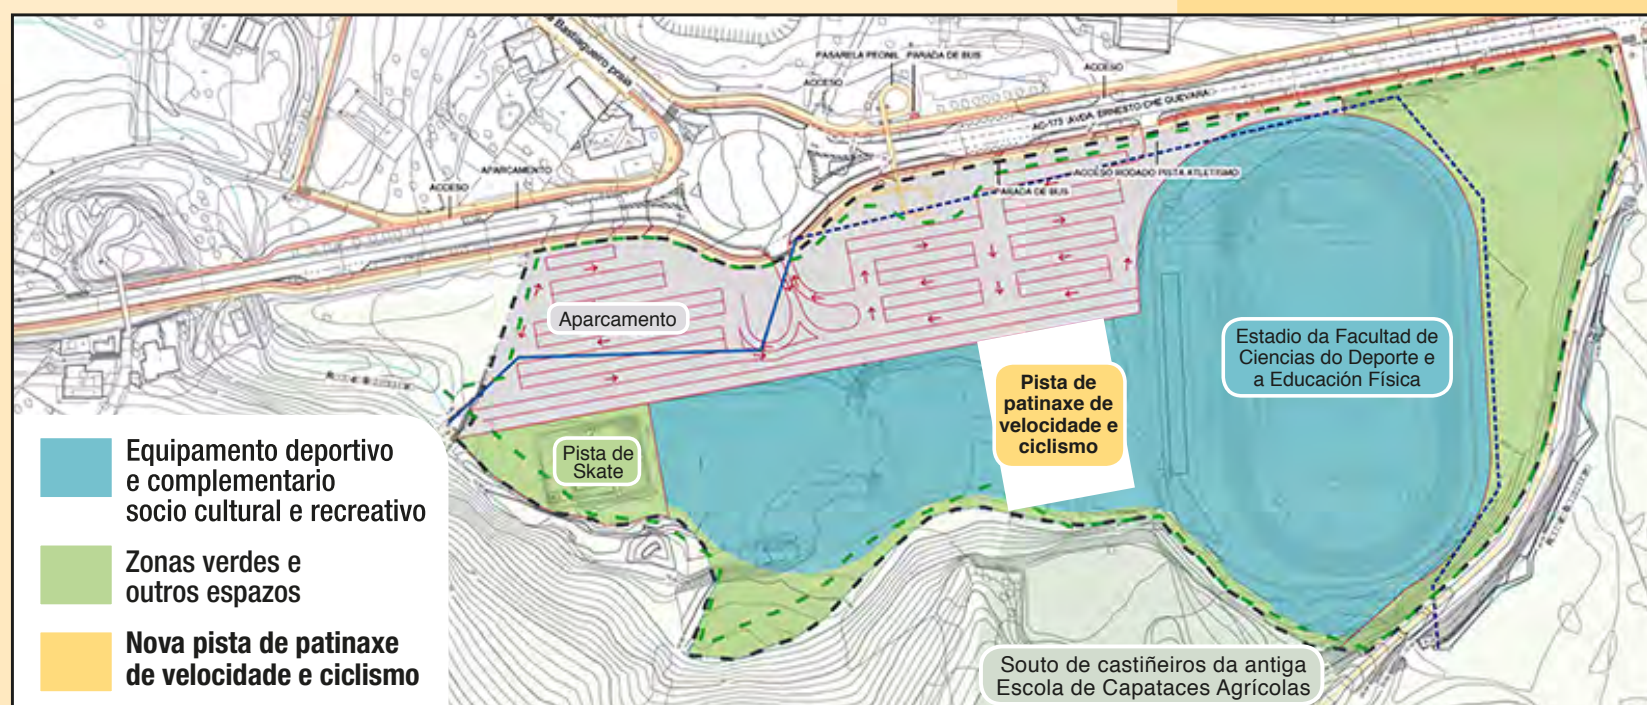 Bastiagueiro praia
PASARELA PEONIL
PARADA DE BUS
ACCESO
ACCESO
AC-173 AVDA. ERNESTO CHE GUEVARA
APARCAMENTO
ACCESO
ACCESO RODADO PISTA ATLETISMO
PARADA DE BUS
Aparcamento
Estadio da Facultad de
Ciencias do Deporte e
a Educación Física
Pista de
patinaxe de
velocidade e
ciclismo
Pista de
Skate
Equipamento deportivo
e complementario
socio cultural e recreativo
Zonas verdes e
outros espazos
Nova pista de patinaxe
de velocidade e ciclismo
Souto de castiñeiros da antiga
Escola de Capataces Agrícolas